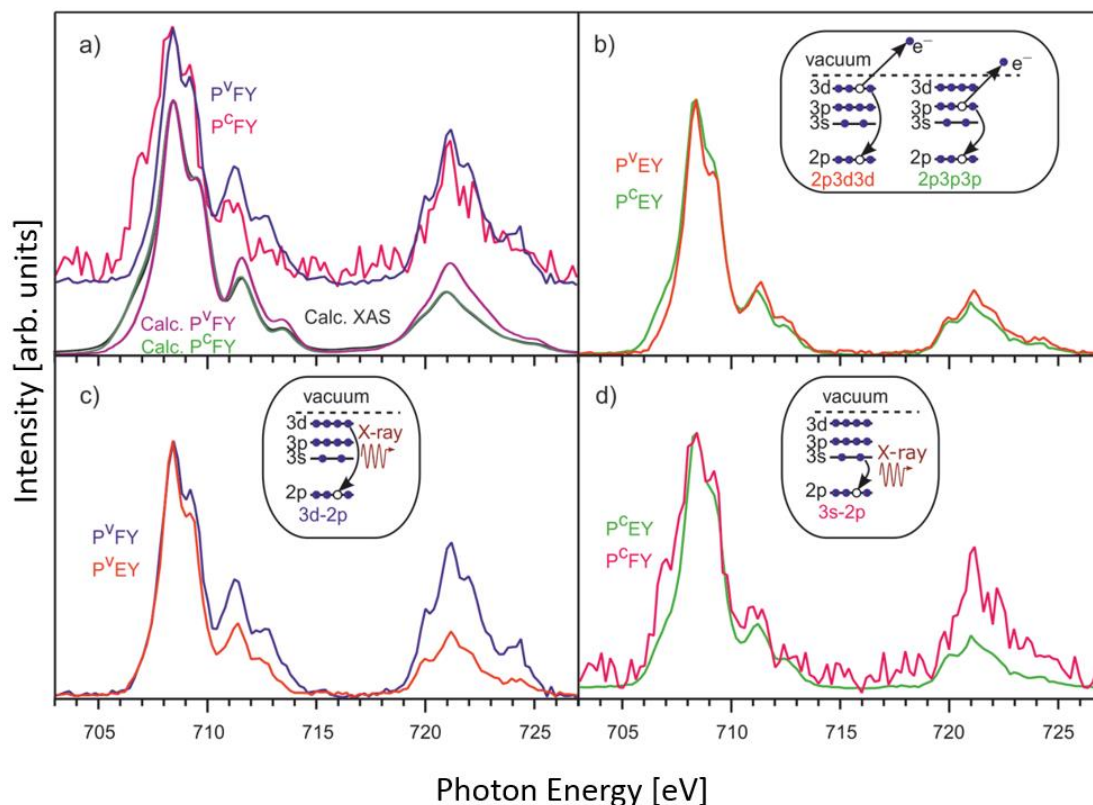 Intensity [arb. units]
a)
PᵛFY
PᶜFY
Calc. PᵛFY
Calc. PᶜFY
Calc. XAS
b)
PᵛEY
PᶜEY
vacuum
e⁻
e⁻
3d
3p
3s
2p
2p3d3d
3d
3p
3s
2p
2p3p3p
c)
PᵛFY
PᵛEY
vacuum
3d
3p
3s
2p
X-ray
3d-2p
d)
PᶜEY
PᶜFY
vacuum
3d
3p
3s
2p
X-ray
3s-2p
705 710 715 720 725
705 710 715 720 725
Photon Energy [eV]